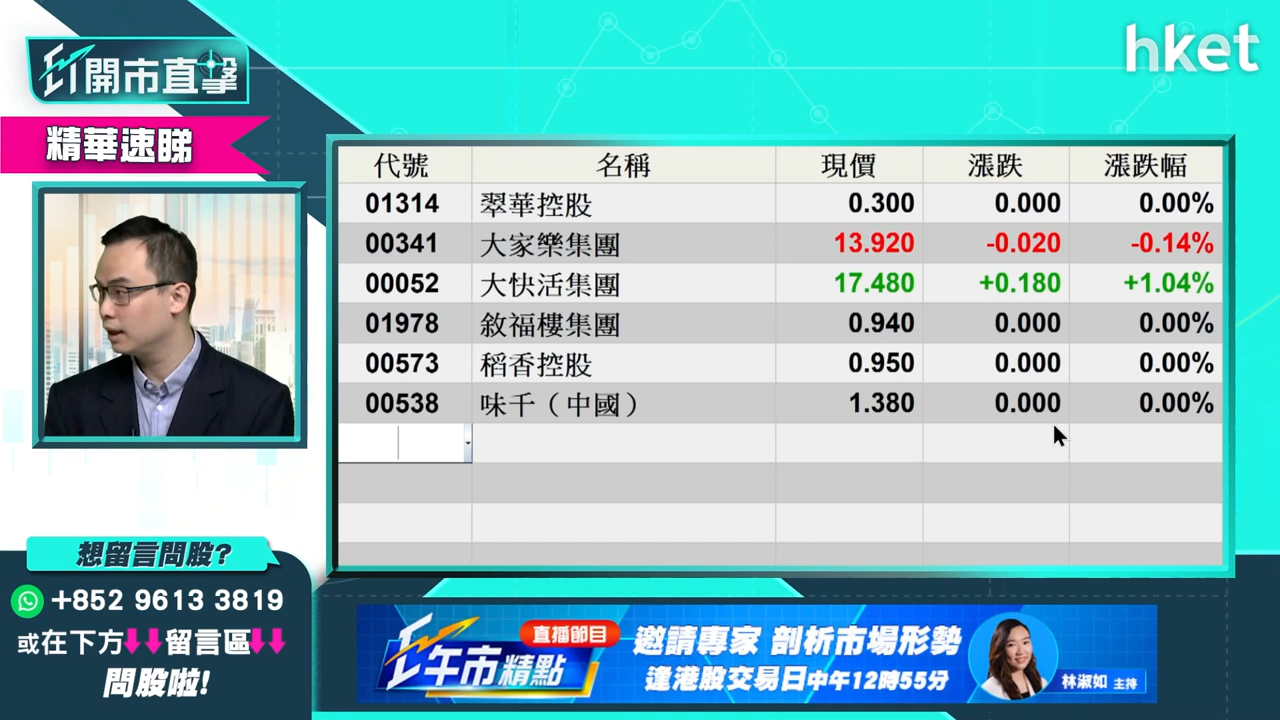 hket
ET開市直擊
精華速睇
代號 名稱 現價 漲跌 漲跌幅
01314 翠華控股 0.300 0.000 0.00%
00341 大家樂集團 13.920 -0.020 -0.14%
00052 大快活集團 17.480 +0.180 +1.04%
01978 敘福樓集團 0.940 0.000 0.00%
00573 稻香控股 0.950 0.000 0.00%
00538 味千（中國） 1.380 0.000 0.00%
想留言問股?
+852 9613 3819
或在下方留言區
問股啦!
ET午市精點
直播節目
邀請專家 剖析市場形勢
逢港股交易日中午12時55分
林淑如 主持